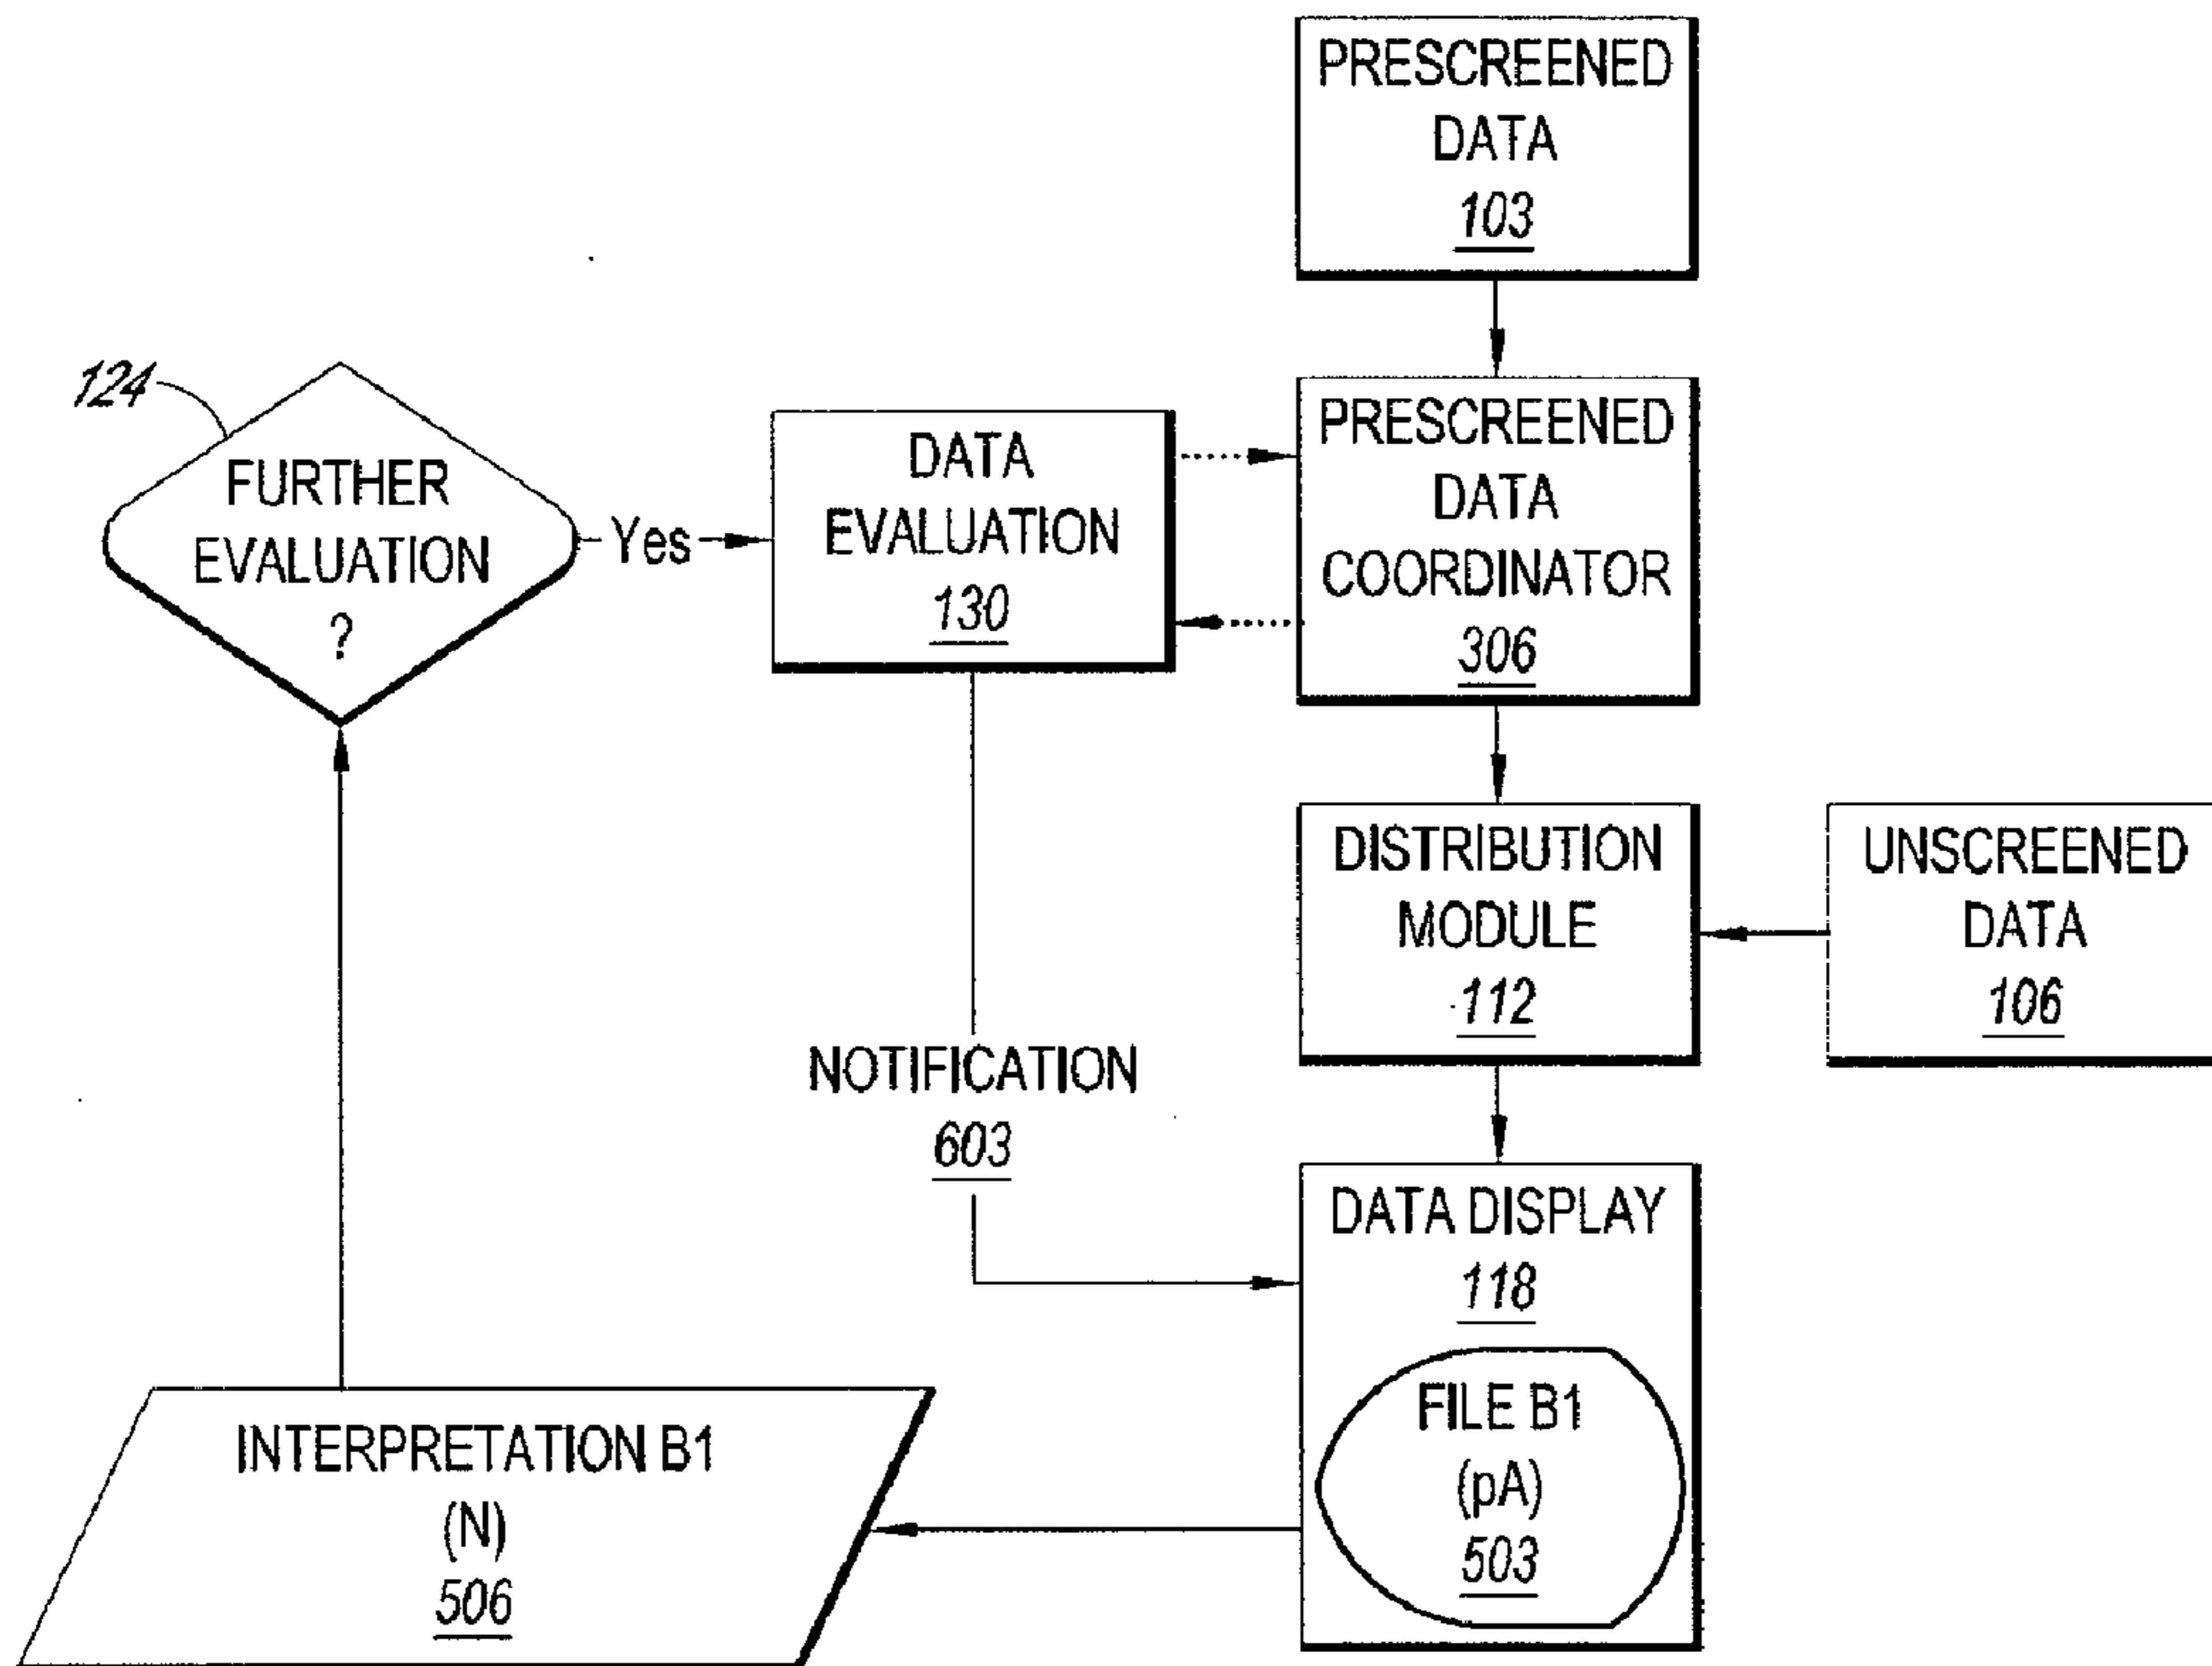 PRESCREENED
DATA
103
124
FURTHER
EVALUATION
?
Yes
DATA
EVALUATION
130
PRESCREENED
DATA
COORDINATOR
306
DISTRIBUTION
MODULE
112
UNSCREENED
DATA
106
NOTIFICATION
603
DATA DISPLAY
118
FILE B1
(pA)
503
INTERPRETATION B1
(N)
506